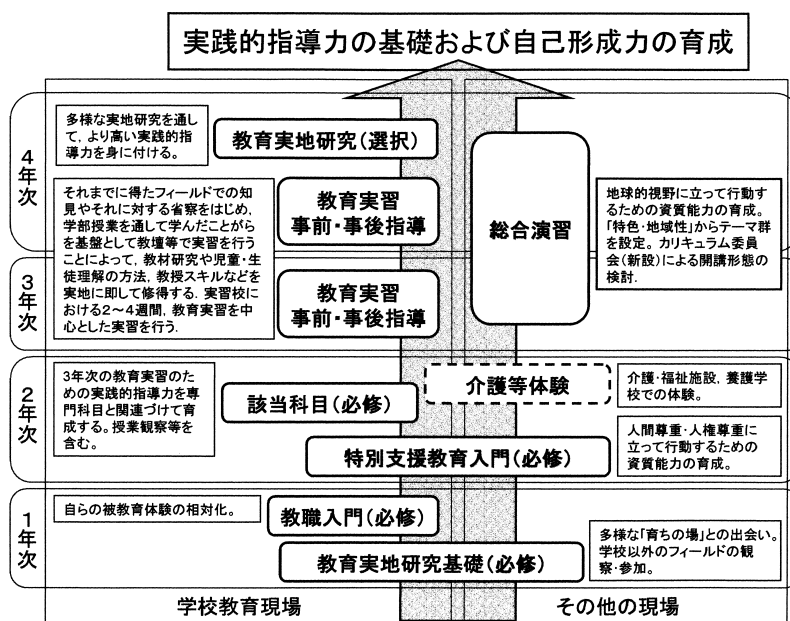 実践的指導力の基礎および自己形成力の育成
4年次
多様な実地研究を通し
て，より高い実践的指
導力を身に付ける。
教育実地研究（選択）
それまでに得たフィールドでの知
見やそれに対する省察をはじめ，
学部授業を通して学んだことがら
を基盤として教壇等で実習を行う
ことによって，教材研究や児童・生
徒理解の方法，教授スキルなどを
実地に即して修得する．実習校に
おける2～4週間，教育実習を中
心とした実習を行う．
教育実習
事前・事後指導
総合演習
地球的視野に立って行動す
るための資質能力の育成。
「特色・地域性」からテーマ群
を設定。カリキュラム委員
会（新設）による開講形態の
検討．
3年次
教育実習
事前・事後指導
2年次
3年次の教育実習のた
めの実践的指導力を専
門科目と関連づけて育
成する。授業観察等を
含む。
該当科目（必修）
介護等体験
介護・福祉施設，養護学
校での体験。
特別支援教育入門（必修）
人間尊重・人権尊重に
立って行動するための
資質能力の育成。
1年次
自らの被教育体験の相対化。
教職入門（必修）
教育実地研究基礎（必修）
多様な「育ちの場」との出会い。
学校以外のフィールドの観
察・参加。
学校教育現場
その他の現場